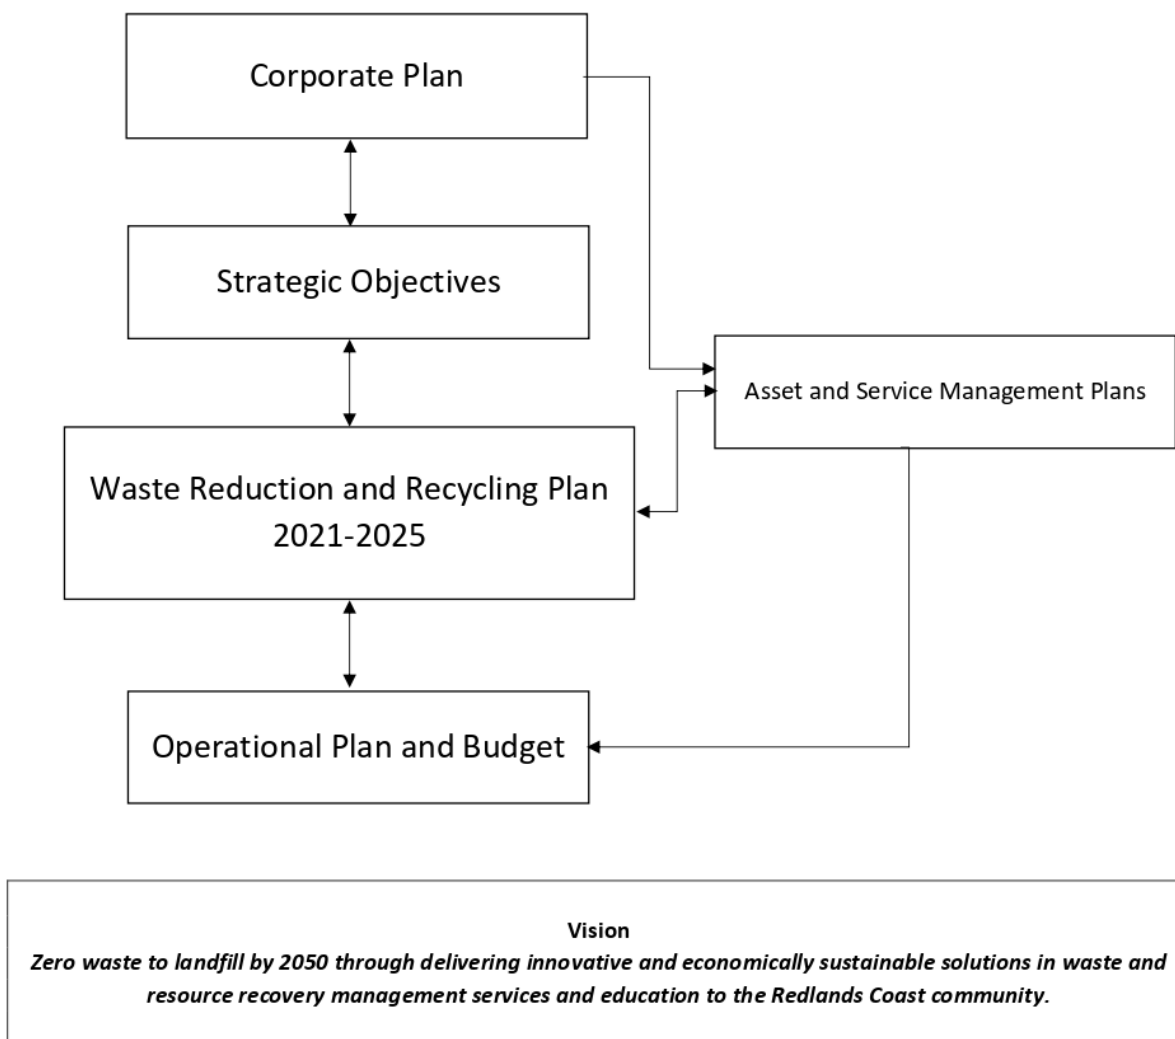 Corporate Plan
Strategic Objectives
Asset and Service Management Plans
Waste Reduction and Recycling Plan
2021-2025
Operational Plan and Budget
Vision
Zero waste to landfill by 2050 through delivering innovative and economically sustainable solutions in waste and
resource recovery management services and education to the Redlands Coast community.